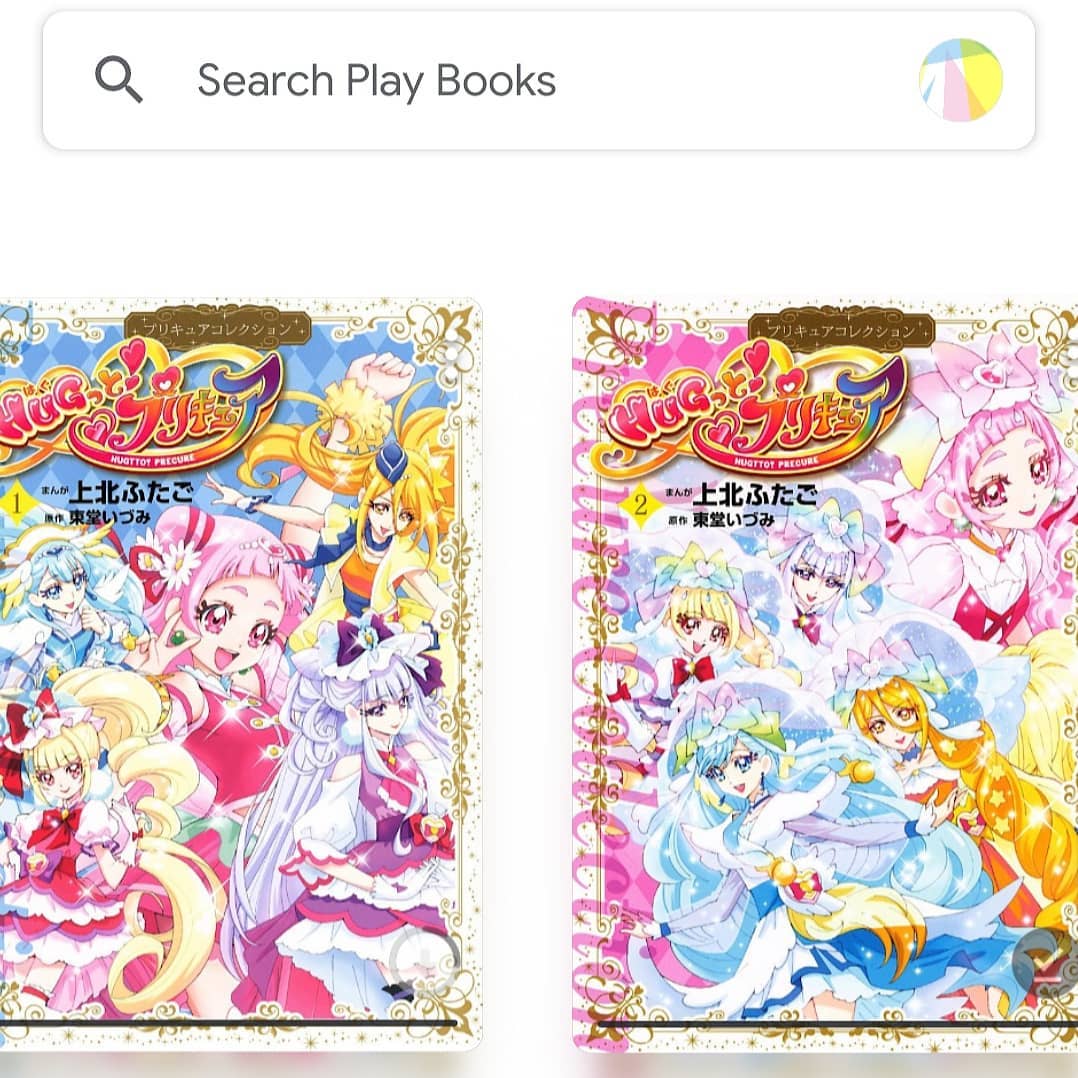 Search Play Books
プリキュアコレクション
はぐ
HUGっと!プリキュア
HUGTTO! PRECURE
1
まんが 上北ふたご
原作 東堂いづみ
プリキュアコレクション
はぐ
HUGっと!プリキュア
HUGTTO! PRECURE
2
まんが 上北ふたご
原作 東堂いづみ